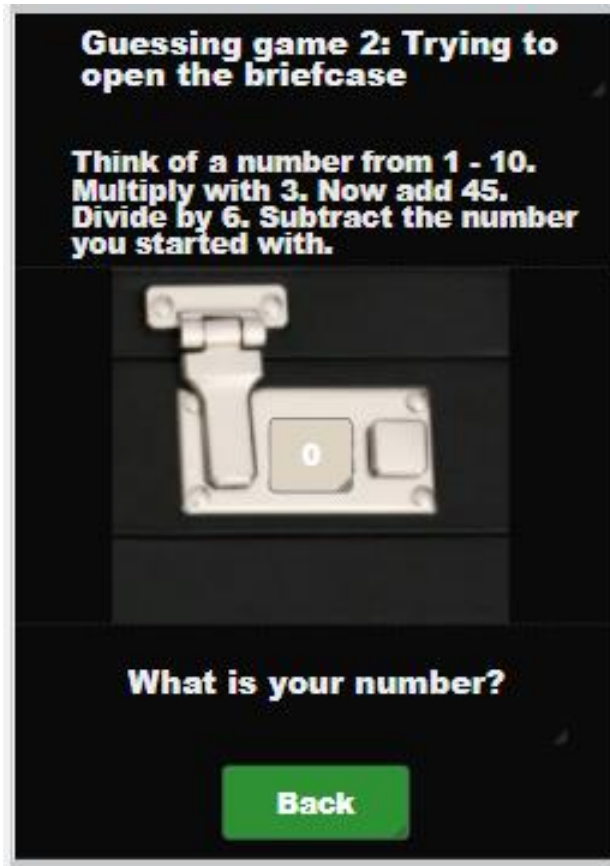 Guessing game 2: Trying to
open the briefcase
Think of a number from 1 - 10.
Multiply with 3. Now add 45.
Divide by 6. Subtract the number
you started with.
0
What is your number?
Back